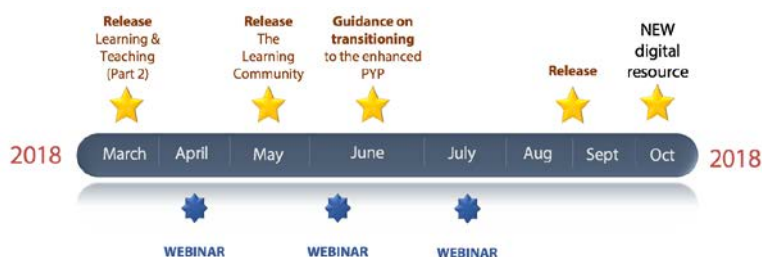 Release
Learning &
Teaching
(Part 2)
Release
The
Learning
Community
Guidance on
transitioning
to the enhanced
PYP
Release
NEW
digital
resource
2018
March
April
May
June
July
Aug
Sept
Oct
2018
WEBINAR
WEBINAR
WEBINAR